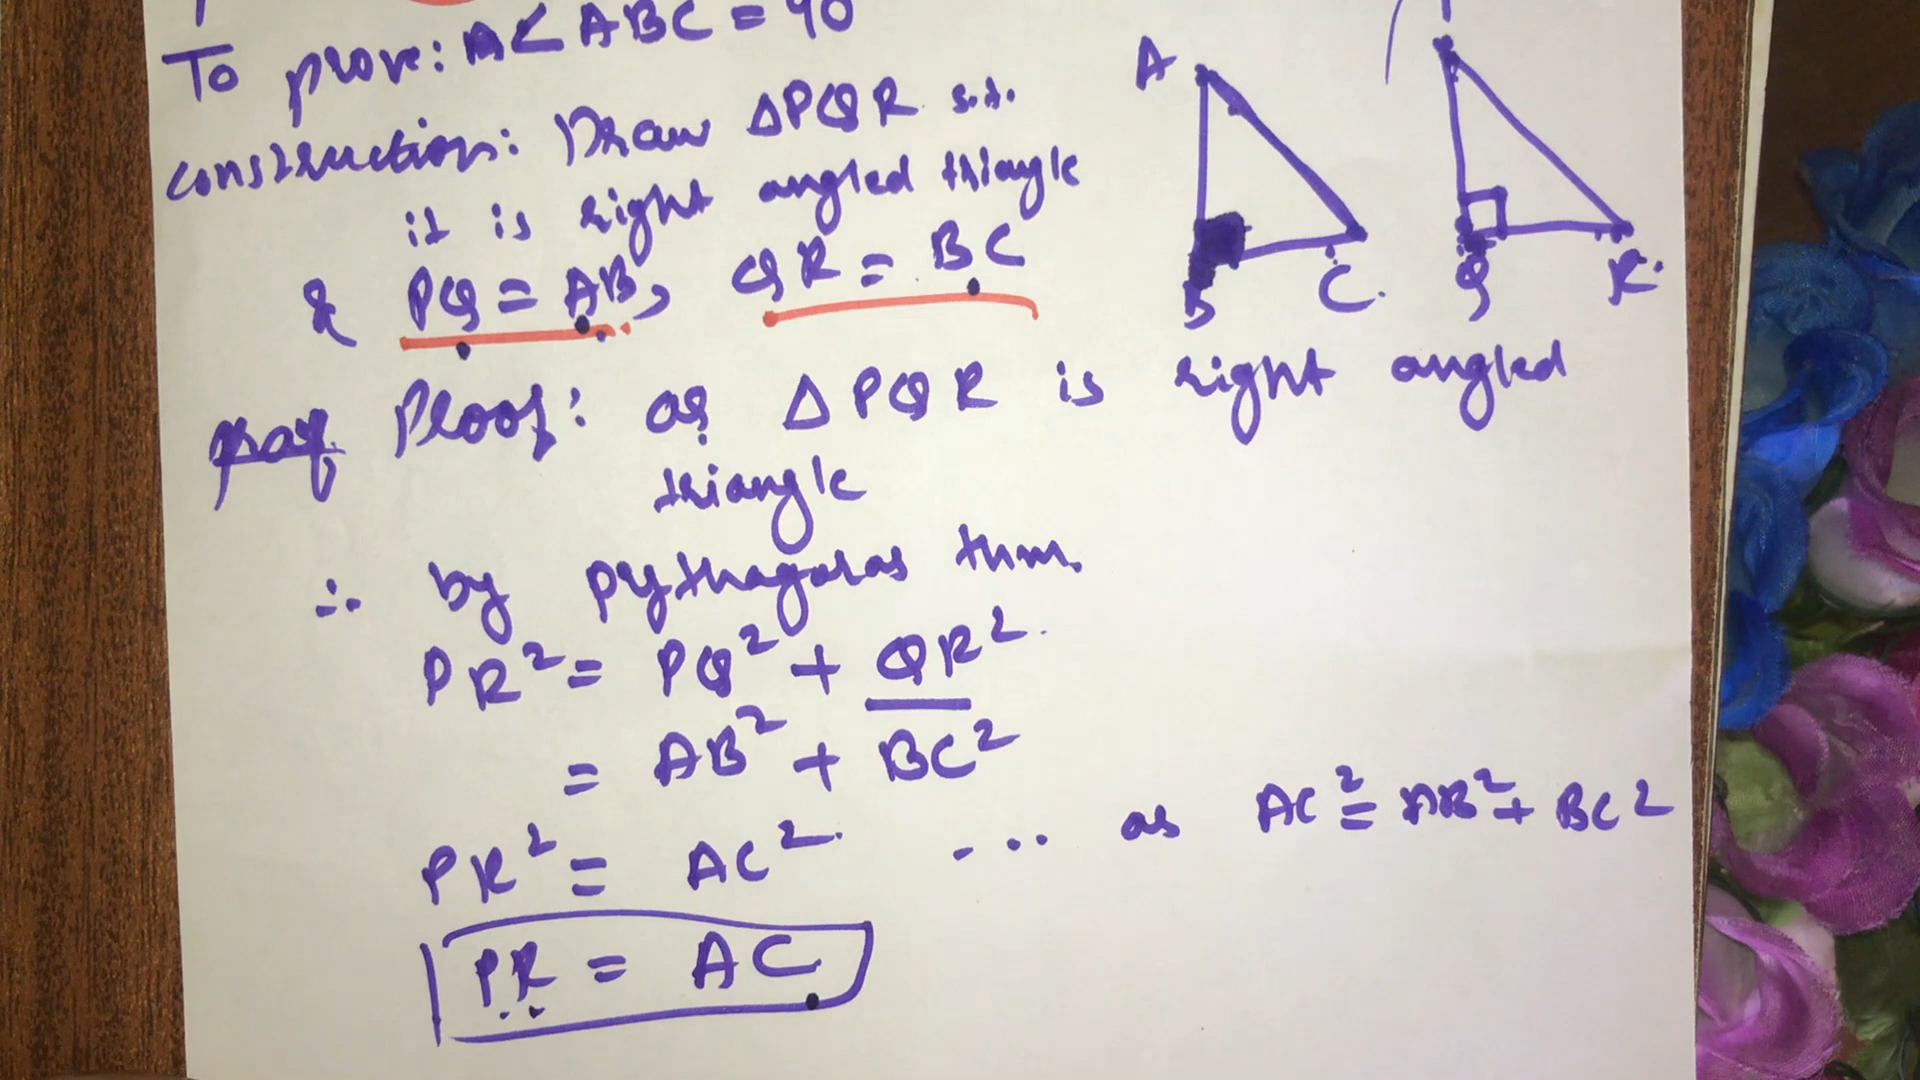 To prove: ∠ABC = 90
A
construction: Draw ΔPQR s.t.
it is right angled triangle
& PQ = AB, QR = BC
B C. Q R
Proof: as ΔPQR is right angled
triangle
∴ by pythagoras thm.
PR² = PQ² + QR².
= AB² + BC²
PR² = AC² .... as AC² = AB² + BC²
PR = AC